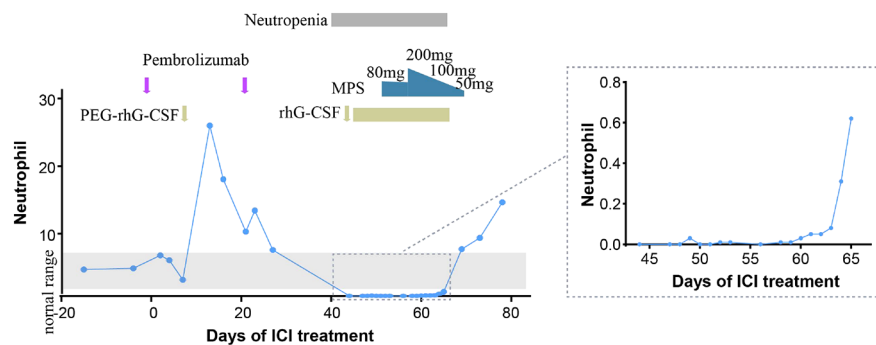 Neutropenia
Pembrolizumab
200mg
80mg
100mg
50mg
MPS
PEG-rhG-CSF
rhG-CSF
30
20
10
Neutrophil
normal range
-20
0
20
40
60
80
Days of ICI treatment
0.8
0.6
0.4
0.2
0.0
Neutrophil
45
50
55
60
65
Days of ICI treatment